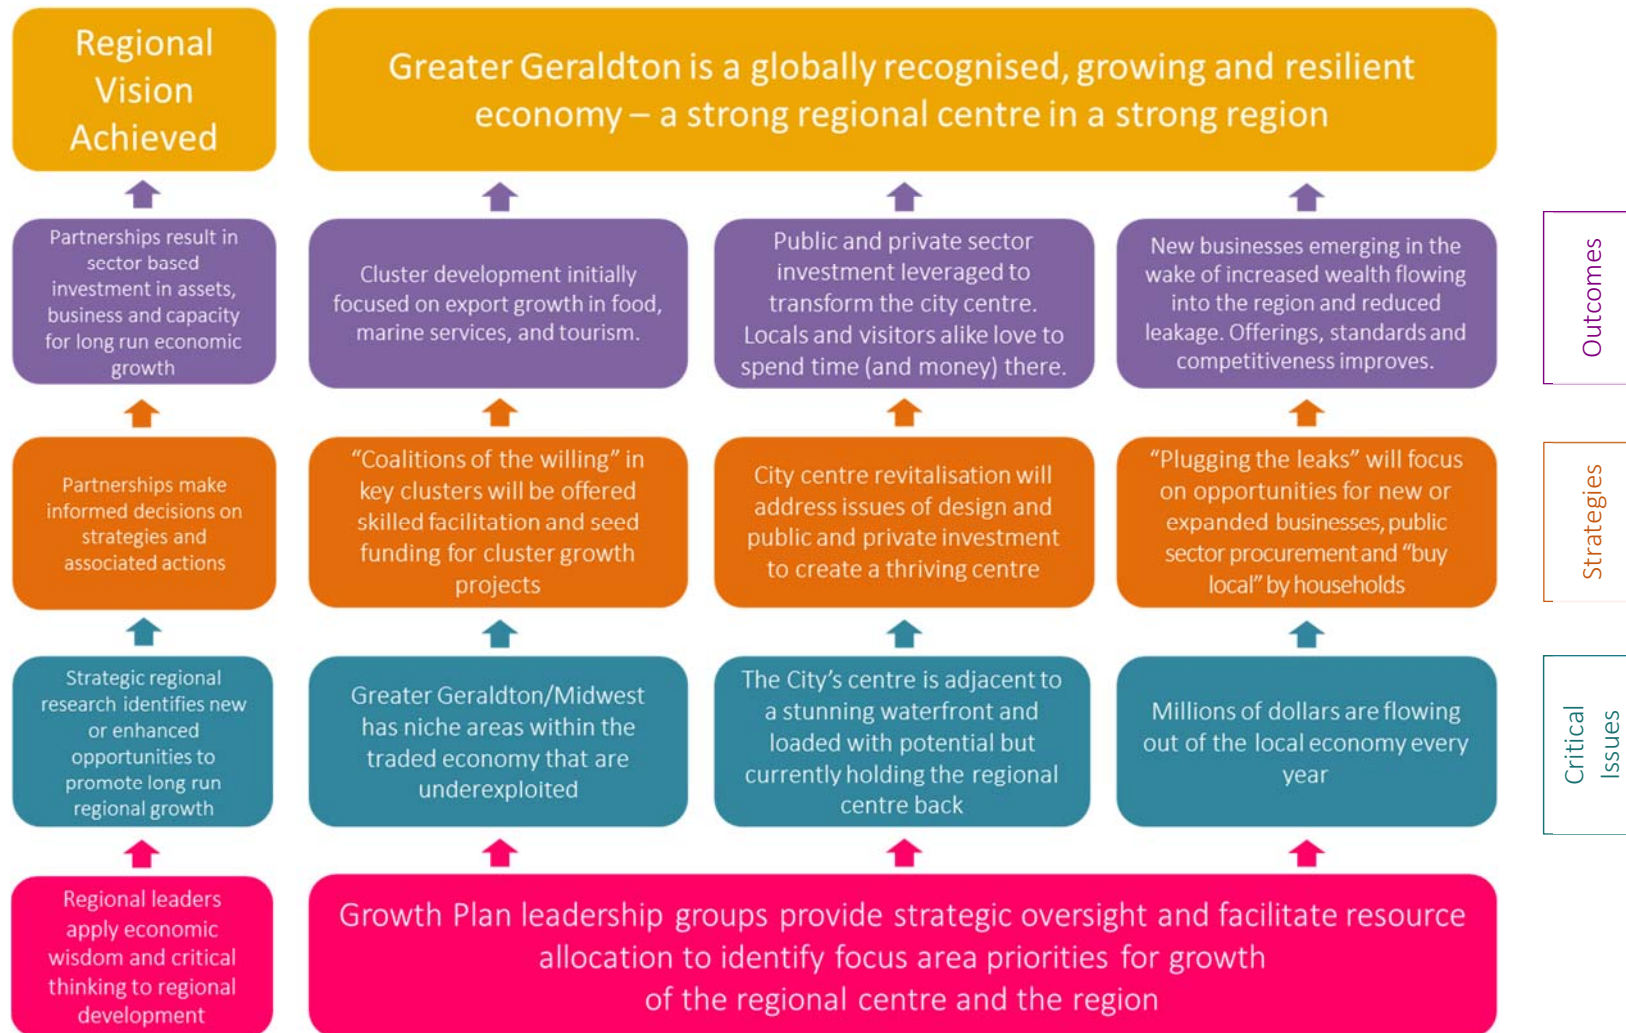 Regional
Vision
Achieved
Greater Geraldton is a globally recognised, growing and resilient
economy – a strong regional centre in a strong region
Partnerships result in
sector based
investment in assets,
business and capacity
for long run economic
growth
Cluster development initially
focused on export growth in food,
marine services, and tourism.
Public and private sector
investment leveraged to
transform the city centre.
Locals and visitors alike love to
spend time (and money) there.
New businesses emerging in the
wake of increased wealth flowing
into the region and reduced
leakage. Offerings, standards and
competitiveness improves.
Outcomes
Partnerships make
informed decisions on
strategies and
associated actions
“Coalitions of the willing” in
key clusters will be offered
skilled facilitation and seed
funding for cluster growth
projects
City centre revitalisation will
address issues of design and
public and private investment
to create a thriving centre
“Plugging the leaks” will focus
on opportunities for new or
expanded businesses, public
sector procurement and “buy
local” by households
Strategies
Strategic regional
research identifies new
or enhanced
opportunities to
promote long run
regional growth
Greater Geraldton/Midwest
has niche areas within the
traded economy that are
underexploited
The City’s centre is adjacent to
a stunning waterfront and
loaded with potential but
currently holding the regional
centre back
Millions of dollars are flowing
out of the local economy every
year
Critical
Issues
Regional leaders
apply economic
wisdom and critical
thinking to regional
development
Growth Plan leadership groups provide strategic oversight and facilitate resource
allocation to identify focus area priorities for growth
of the regional centre and the region